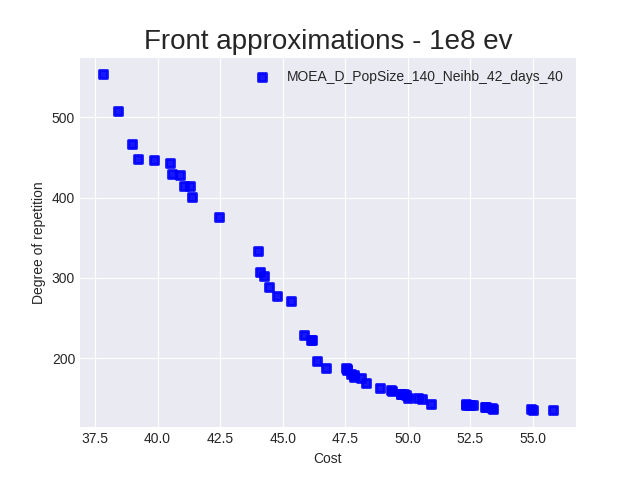 Front approximations - 1e8 ev
MOEA_D_PopSize_140_Neihb_42_days_40
500
400
300
200
Degree of repetition
37.5 40.0 42.5 45.0 47.5 50.0 52.5 55.0
Cost